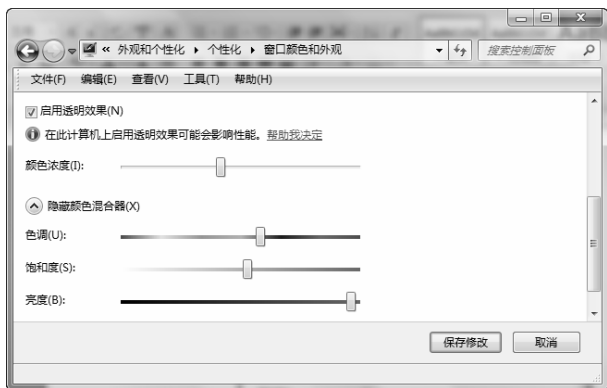 « 外观和个性化 ▸ 个性化 ▸ 窗口颜色和外观
搜索控制面板
文件(F) 编辑(E) 查看(V) 工具(T) 帮助(H)
启用透明效果(N)
在此计算机上启用透明效果可能会影响性能。帮助我决定
颜色浓度(I):
隐藏颜色混合器(X)
色调(U):
饱和度(S):
亮度(B):
保存修改 取消